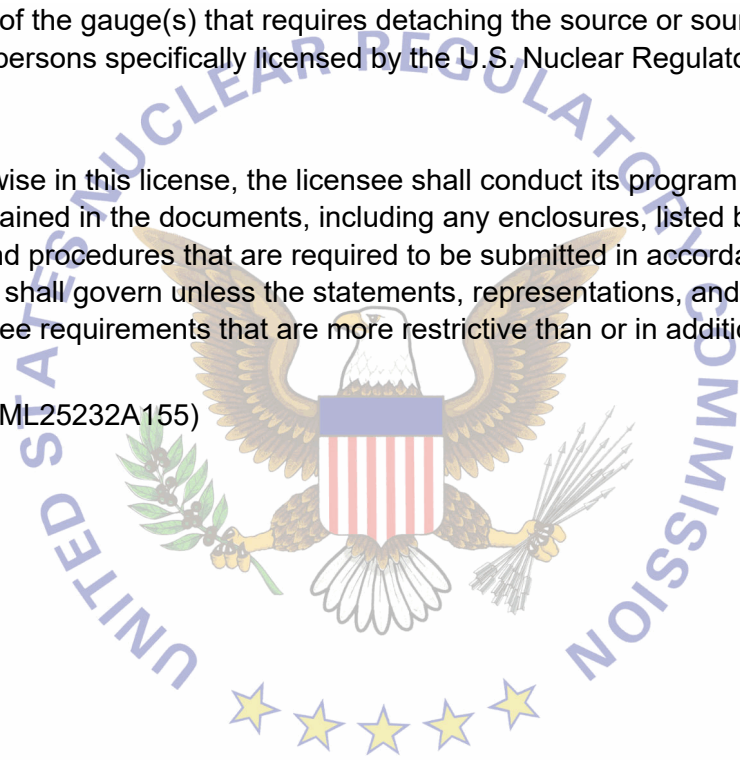 of the gauge(s) that requires detaching the source or sour
persons specifically licensed by the U.S. Nuclear Regulato
wise in this license, the licensee shall conduct its program
ained in the documents, including any enclosures, listed b
nd procedures that are required to be submitted in accorda
shall govern unless the statements, representations, and
ee requirements that are more restrictive than or in additio
ML25232A155)
UNITED STATES NUCLEAR REGULATORY COMMISSION